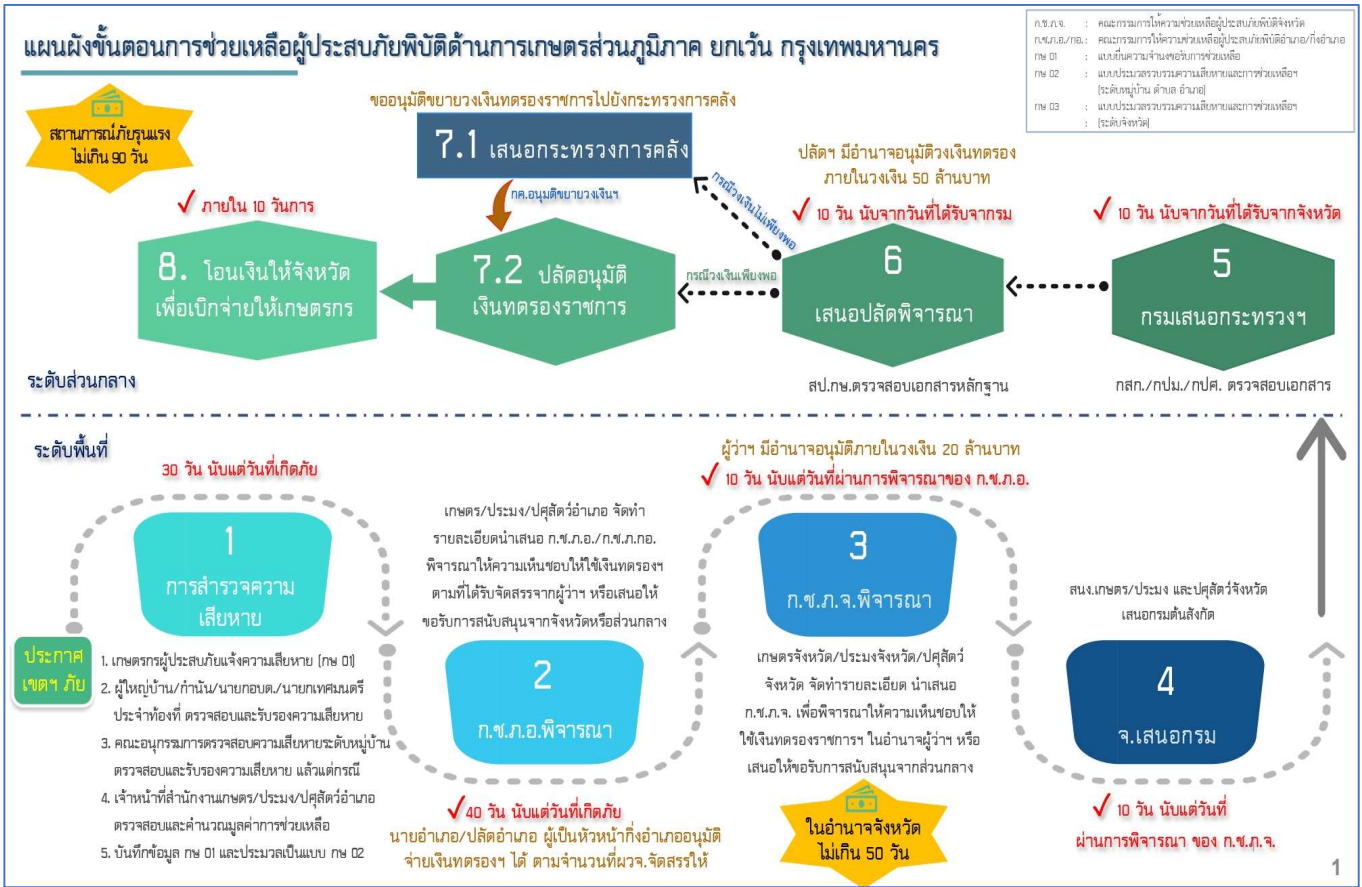 แผนผังขั้นตอนการช่วยเหลือผู้ประสบภัยพิบัติด้านการเกษตรส่วนภูมิภาค ยกเว้น กรุงเทพมหานคร
ก.ช.ภ.จ. : คณะกรรมการให้ความช่วยเหลือผู้ประสบภัยพิบัติจังหวัด
ก.ช.ภ.อ./กอ. : คณะกรรมการให้ความช่วยเหลือผู้ประสบภัยพิบัติอำเภอ/กิ่งอำเภอ
กษ 01 : แบบยื่นความจำนงขอรับการช่วยเหลือ
กษ 02 : แบบประมวลรวบรวมความเสียหายและการช่วยเหลือฯ
(ระดับหมู่บ้าน ตำบล อำเภอ)
กษ 03 : แบบประมวลรวบรวมความเสียหายและการช่วยเหลือฯ
: (ระดับจังหวัด)
สถานการณ์ภัยรุนแรง
ไม่เกิน 90 วัน
ขออนุมัติขยายวงเงินทดรองราชการไปยังกระทรวงการคลัง
7.1 เสนอกระทรวงการคลัง
กค.อนุมติขยายวงเงินฯ
กรณีวงเงินไม่เพียงพอ
ปลัดฯ มีอำนาจอนุมัติวงเงินทดรอง
ภายในวงเงิน 50 ล้านบาท
✓ ภายใน 10 วันการ
✓ 10 วัน นับจากวันที่ได้รับจากรม
✓ 10 วัน นับจากวันที่ได้รับจากจังหวัด
8. โอนเงินให้จังหวัด
เพื่อเบิกจ่ายให้เกษตรกร
7.2 ปลัดอนุมัติ
เงินทดรองราชการ
กรณีวงเงินเพียงพอ
6
เสนอปลัดพิจารณา
5
กรมเสนอกระทรวงฯ
ระดับส่วนกลาง
สป.กษ.ตรวจสอบเอกสารหลักฐาน
กสก./กปม./กปศ. ตรวจสอบเอกสาร
ระดับพื้นที่
30 วัน นับแต่วันที่เกิดภัย
ประกาศ
เขตฯ ภัย
1
การสำรวจความ
เสียหาย
1. เกษตรกรผู้ประสบภัยแจ้งความเสียหาย (กษ 01)
2. ผู้ใหญ่บ้าน/กำนัน/นายกอบต./นายกเทศมนตรี
ประจำท้องที่ ตรวจสอบและรับรองความเสียหาย
3. คณะอนุกรรมการตรวจสอบความเสียหายระดับหมู่บ้าน
ตรวจสอบและรับรองความเสียหาย แล้วแต่กรณี
4. เจ้าหน้าที่สำนักงานเกษตร/ประมง/ปศุสัตว์อำเภอ
ตรวจสอบและคำนวณมูลค่าการช่วยเหลือ
5. บันทึกข้อมูล กษ 01 และประมวลเป็นแบบ กษ 02
เกษตร/ประมง/ปศุสัตว์อำเภอ จัดทำ
รายละเอียดนำเสนอ ก.ช.ภ.อ./ก.ช.ภ.กอ.
พิจารณาให้ความเห็นชอบให้ใช้เงินทดรองฯ
ตามที่ได้รับจัดสรรจากผู้ว่าฯ หรือเสนอให้
ขอรับการสนับสนุนจากจังหวัดหรือส่วนกลาง
2
ก.ช.ภ.อ.พิจารณา
✓ 40 วัน นับแต่วันที่เกิดภัย
นายอำเภอ/ปลัดอำเภอ ผู้เป็นหัวหน้ากิ่งอำเภออนุมัติ
จ่ายเงินทดรองฯ ได้ ตามจำนวนที่ผวจ.จัดสรรให้
ผู้ว่าฯ มีอำนาจอนุมัติภายในวงเงิน 20 ล้านบาท
✓ 10 วัน นับแต่วันที่ผ่านการพิจารณาของ ก.ช.ภ.อ.
3
ก.ช.ภ.จ.พิจารณา
เกษตรจังหวัด/ประมงจังหวัด/ปศุสัตว์
จังหวัด จัดทำรายละเอียด นำเสนอ
ก.ช.ภ.จ. เพื่อพิจารณาให้ความเห็นชอบให้
ใช้เงินทดรองราชการฯ ในอำนาจผู้ว่าฯ หรือ
เสนอให้ขอรับการสนับสนุนจากส่วนกลาง
ในอำนาจจังหวัด
ไม่เกิน 50 วัน
สนง.เกษตร/ประมง และปศุสัตว์จังหวัด
เสนอกรมต้นสังกัด
4
จ.เสนอกรม
✓ 10 วัน นับแต่วันที่
ผ่านการพิจารณา ของ ก.ช.ภ.จ.
1